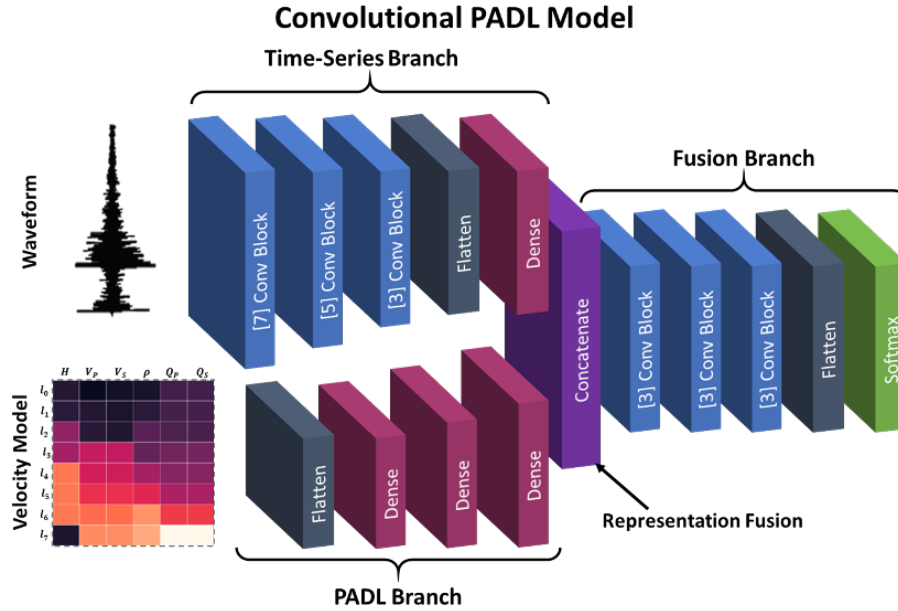 Convolutional PADL Model
Time-Series Branch
Waveform
[7] Conv Block
[5] Conv Block
[3] Conv Block
Flatten
Dense
Concatenate
Fusion Branch
[3] Conv Block
[3] Conv Block
[3] Conv Block
Flatten
Softmax
Velocity Model
H V_P V_S ρ Q_P Q_S
l_0
l_1
l_2
l_3
l_4
l_5
l_6
l_7
Flatten
Dense
Dense
Dense
PADL Branch
Representation Fusion